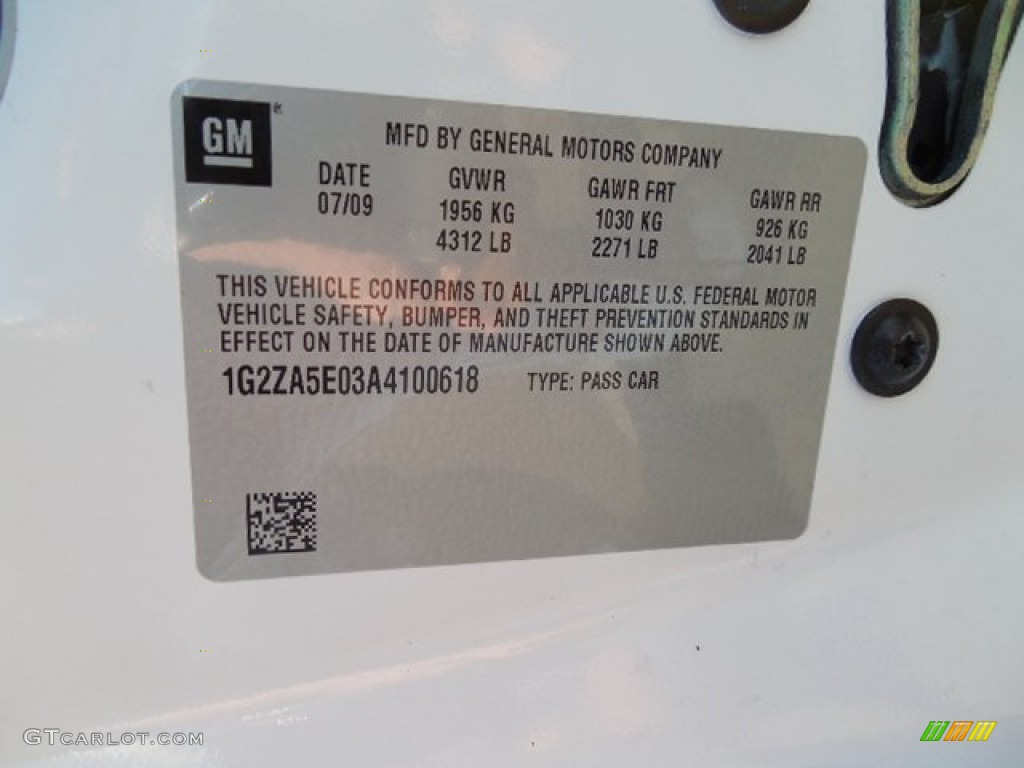 GM
MFD BY GENERAL MOTORS COMPANY
DATE GVWR GAWR FRT GAWR RR
07/09 1956 KG 1030 KG 926 KG
4312 LB 2271 LB 2041 LB
THIS VEHICLE CONFORMS TO ALL APPLICABLE U.S. FEDERAL MOTOR
VEHICLE SAFETY, BUMPER, AND THEFT PREVENTION STANDARDS IN
EFFECT ON THE DATE OF MANUFACTURE SHOWN ABOVE.
1G2ZA5E03A4100618 TYPE: PASS CAR
GTCARLOT.COM